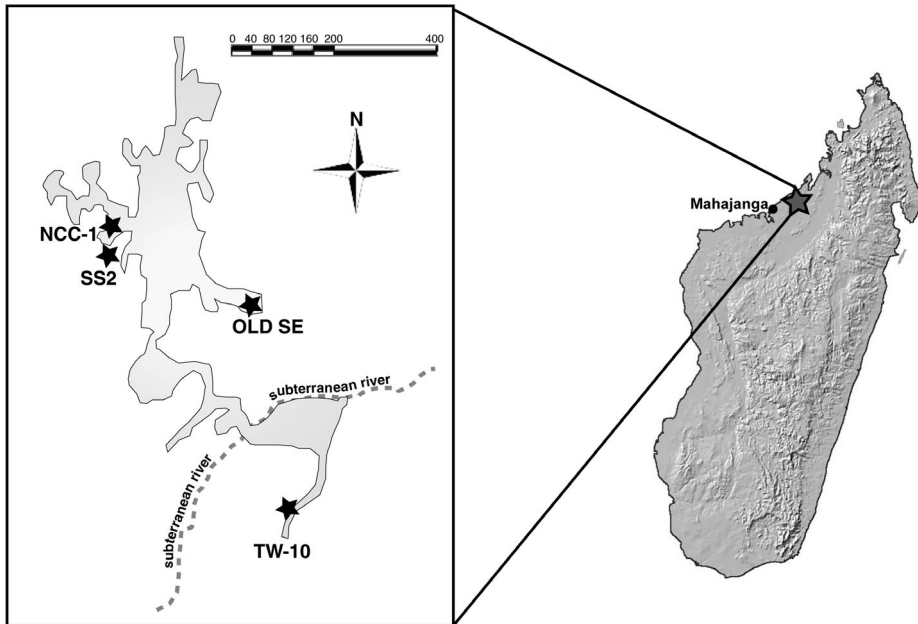 0 40 80 120 160 200 400
N
NCC-1
SS2
OLD SE
subterranean river
subterranean river
TW-10
Mahajanga